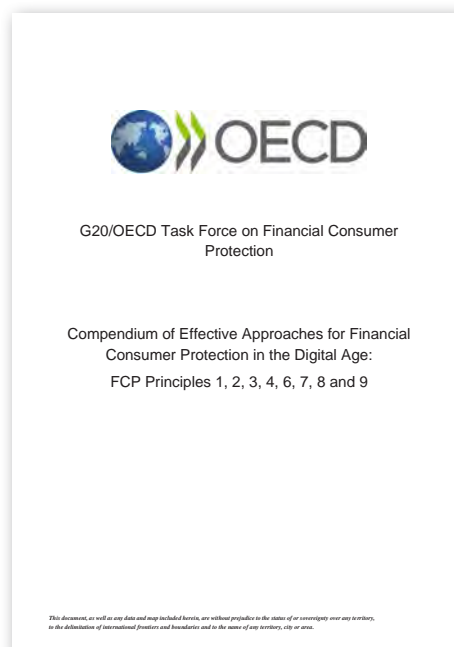 OECD
G20/OECD Task Force on Financial Consumer
Protection
Compendium of Effective Approaches for Financial
Consumer Protection in the Digital Age:
FCP Principles 1, 2, 3, 4, 6, 7, 8 and 9
This document, as well as any data and map included herein, are without prejudice to the status of or sovereignty over any territory,
to the delimitation of international frontiers and boundaries and to the name of any territory, city or area.